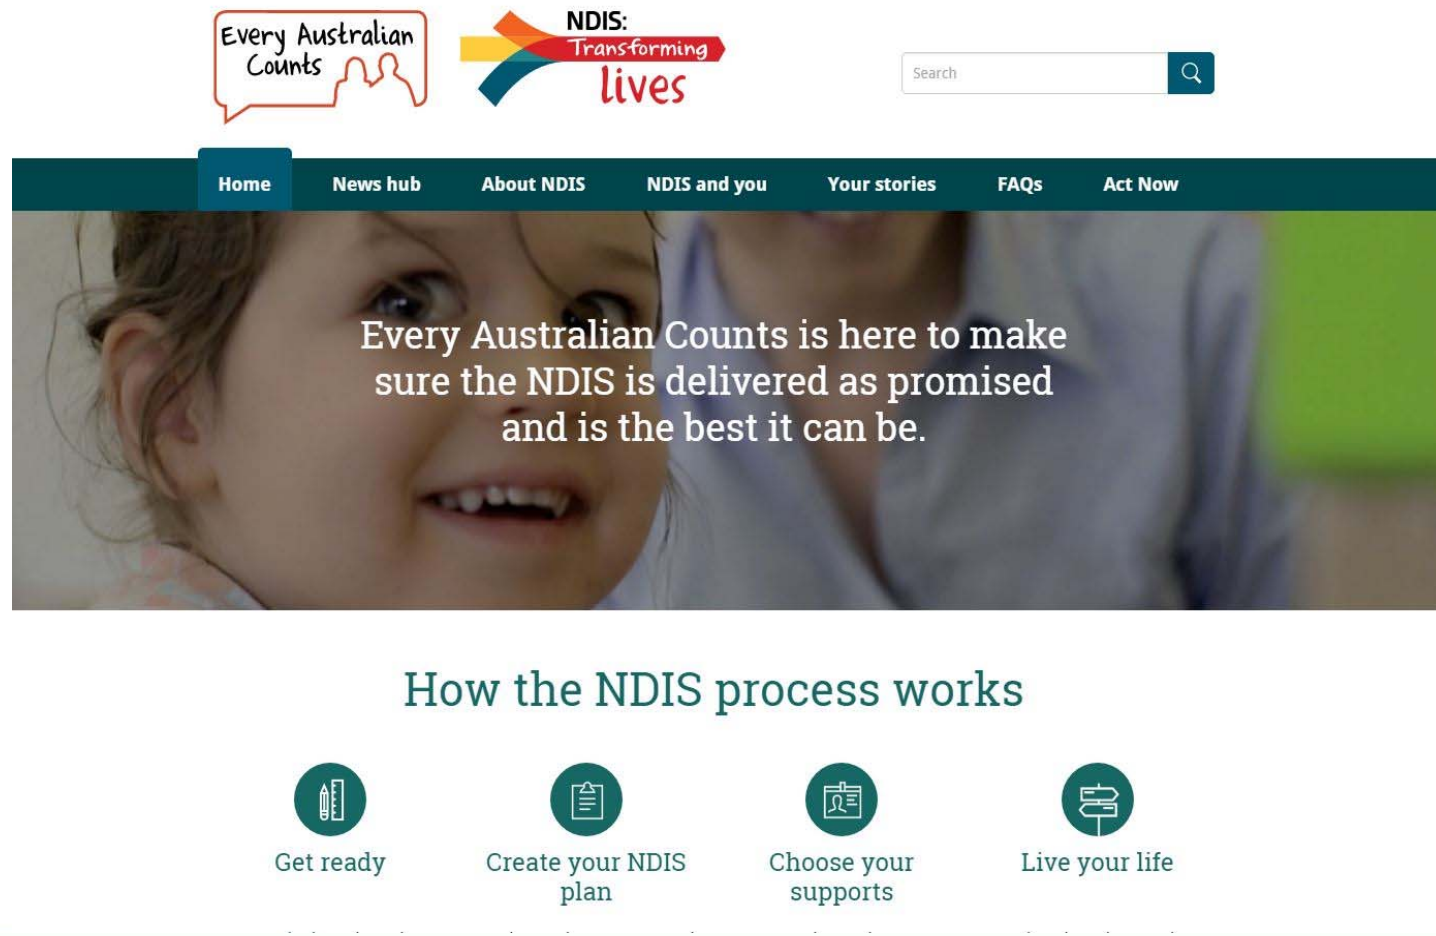 Every Australian
Counts
NDIS:
Transforming
lives
Search
Home News hub About NDIS NDIS and you Your stories FAQs Act Now
Every Australian Counts is here to make
sure the NDIS is delivered as promised
and is the best it can be.
How the NDIS process works
Get ready
Create your NDIS
plan
Choose your
supports
Live your life